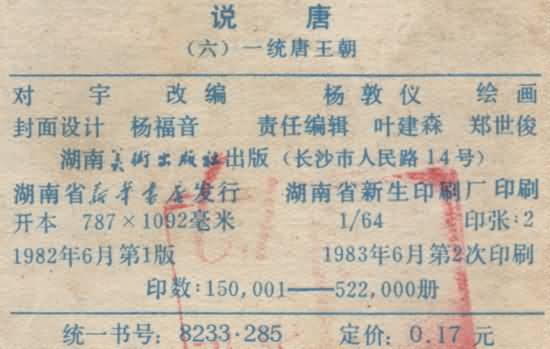 说 唐
(六)一统唐王朝
对 宇 改 编 杨 敦 仪 绘 画
封面设计 杨福音 责任编辑 叶建森 郑世俊
湖南美術出版社出版(长沙市人民路14号)
湖南省新华书店发行 湖南省新生印刷厂印刷
开本 787×1092毫米 1/64 印张:2
1982年6月第1版 1983年6月第2次印刷
印数:150,001——522,000册
统一书号:8233·285 定价:0.17元